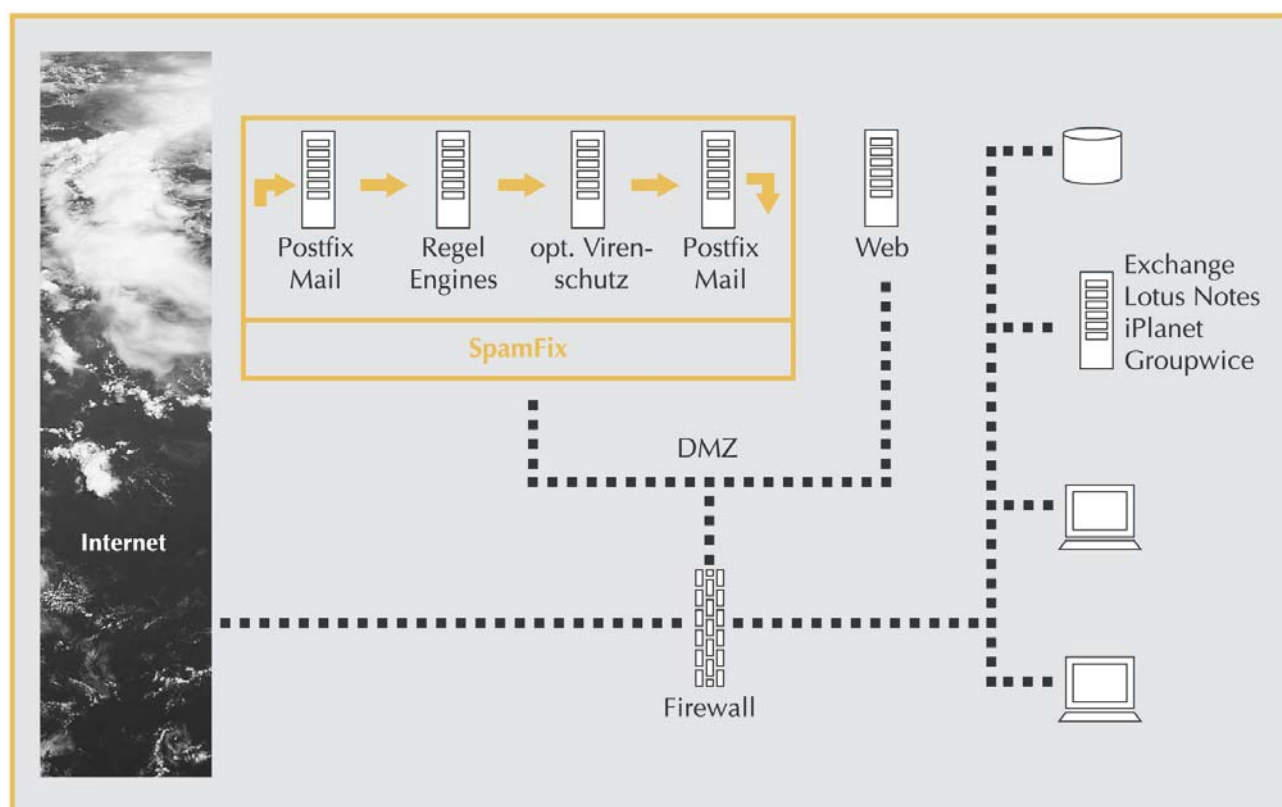 Postfix
Mail
Regel
Engines
opt. Viren-
schutz
Postfix
Mail
SpamFix
Web
Exchange
Lotus Notes
iPlanet
Groupwice
DMZ
Internet
Firewall